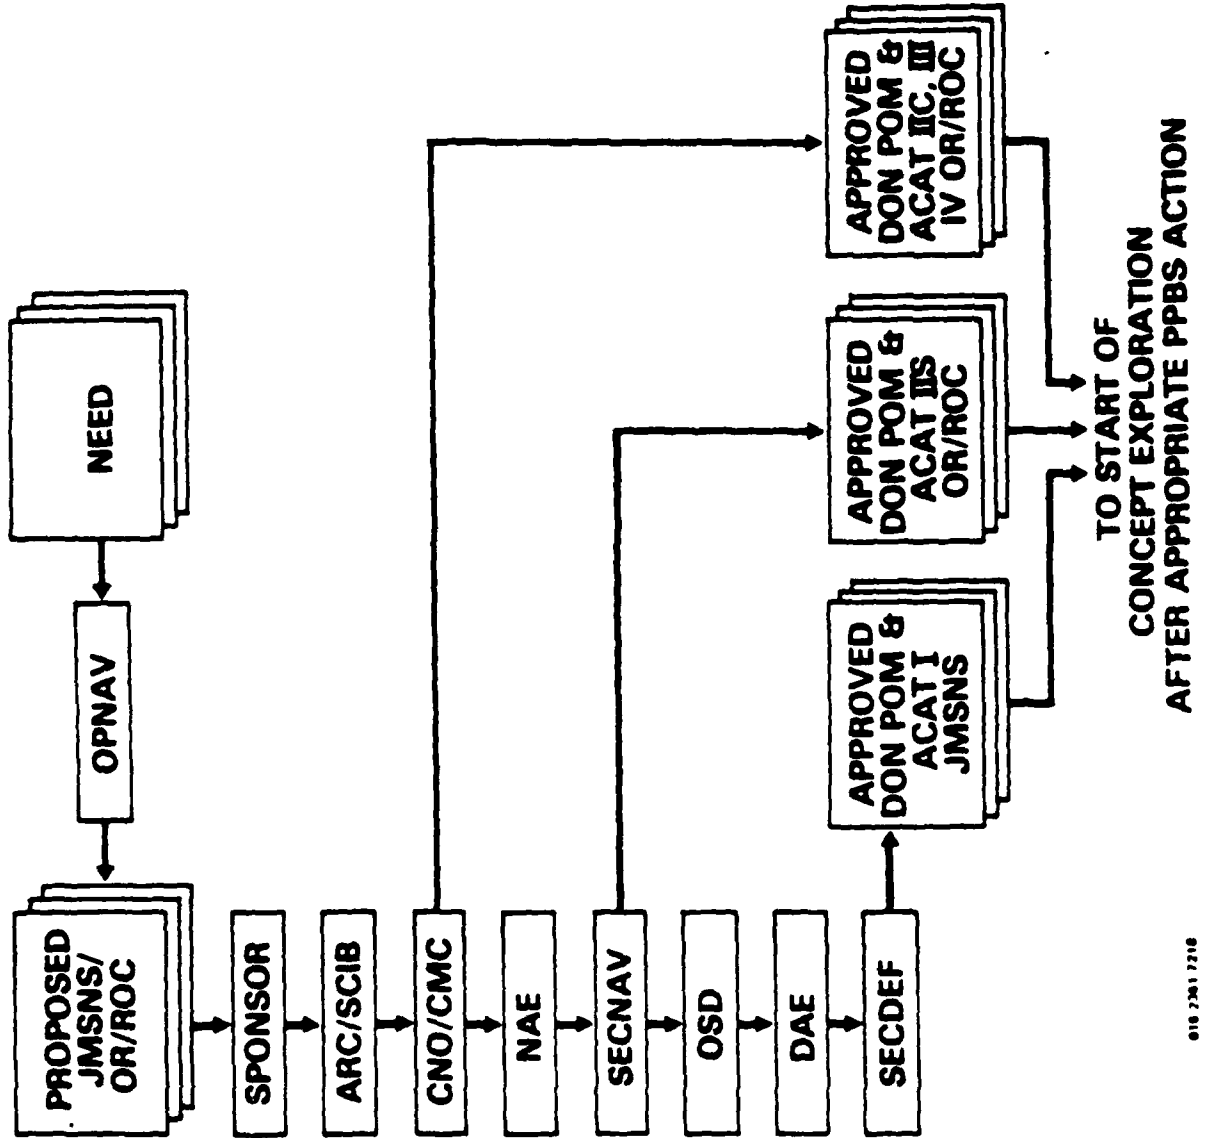 NEED
OPNAV
PROPOSED
JMSNS/
OR/ROC
SPONSOR
ARC/SCIB
CNO/CMC
NAE
SECNAV
OSD
DAE
SECDEF
APPROVED
DON POM &
ACAT I
JMSNS
APPROVED
DON POM &
ACAT IIS
OR/ROC
APPROVED
DON POM &
ACAT IIC, III
IV OR/ROC
TO START OF
CONCEPT EXPLORATION
AFTER APPROPRIATE PPBS ACTION